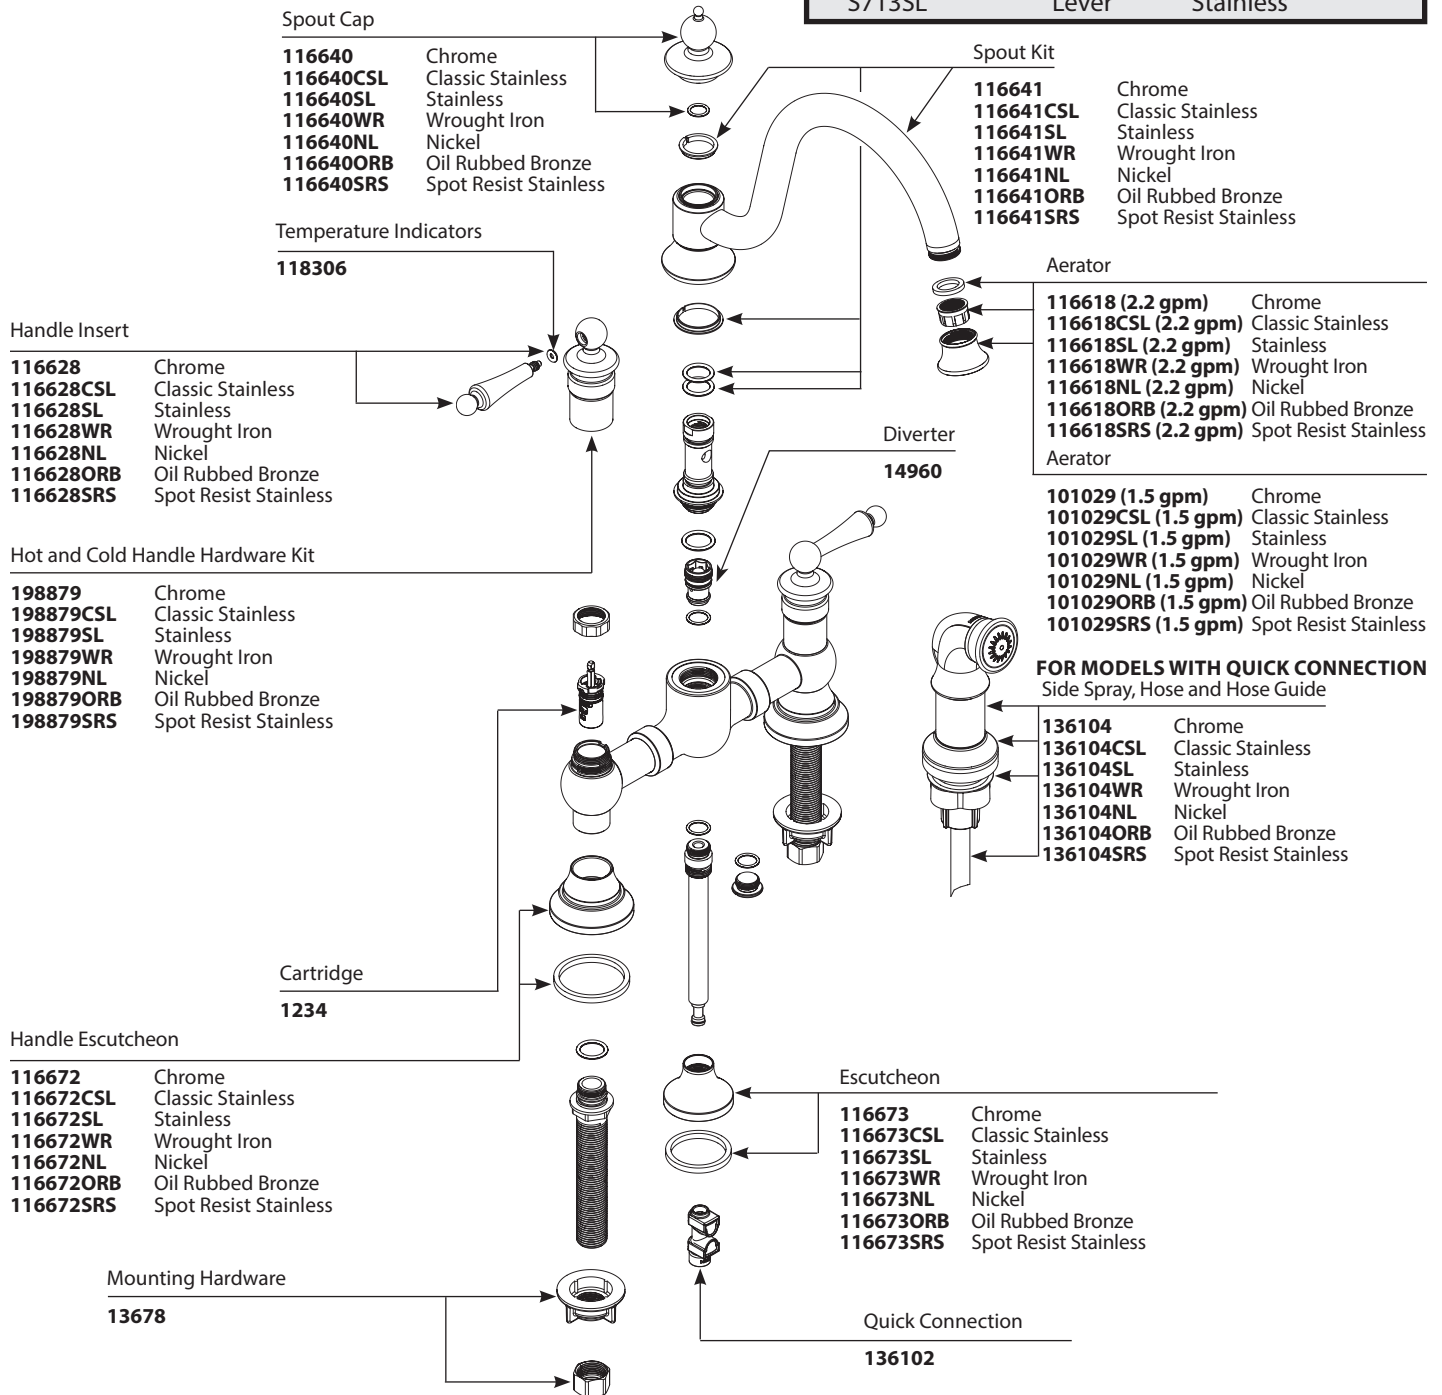 S713SL Lever Stainless
Spout Cap
116640 Chrome
116640CSL Classic Stainless
116640SL Stainless
116640WR Wrought Iron
116640NL Nickel
116640ORB Oil Rubbed Bronze
116640SRS Spot Resist Stainless
Spout Kit
116641 Chrome
116641CSL Classic Stainless
116641SL Stainless
116641WR Wrought Iron
116641NL Nickel
116641ORB Oil Rubbed Bronze
116641SRS Spot Resist Stainless
Temperature Indicators
118306
Aerator
116618 (2.2 gpm) Chrome
116618CSL (2.2 gpm) Classic Stainless
116618SL (2.2 gpm) Stainless
116618WR (2.2 gpm) Wrought Iron
116618NL (2.2 gpm) Nickel
116618ORB (2.2 gpm) Oil Rubbed Bronze
116618SRS (2.2 gpm) Spot Resist Stainless
Handle Insert
116628 Chrome
116628CSL Classic Stainless
116628SL Stainless
116628WR Wrought Iron
116628NL Nickel
116628ORB Oil Rubbed Bronze
116628SRS Spot Resist Stainless
Diverter
14960
Aerator
101029 (1.5 gpm) Chrome
101029CSL (1.5 gpm) Classic Stainless
101029SL (1.5 gpm) Stainless
101029WR (1.5 gpm) Wrought Iron
101029NL (1.5 gpm) Nickel
101029ORB (1.5 gpm) Oil Rubbed Bronze
101029SRS (1.5 gpm) Spot Resist Stainless
Hot and Cold Handle Hardware Kit
198879 Chrome
198879CSL Classic Stainless
198879SL Stainless
198879WR Wrought Iron
198879NL Nickel
198879ORB Oil Rubbed Bronze
198879SRS Spot Resist Stainless
FOR MODELS WITH QUICK CONNECTION
Side Spray, Hose and Hose Guide
136104 Chrome
136104CSL Classic Stainless
136104SL Stainless
136104WR Wrought Iron
136104NL Nickel
136104ORB Oil Rubbed Bronze
136104SRS Spot Resist Stainless
Cartridge
1234
Handle Escutcheon
116672 Chrome
116672CSL Classic Stainless
116672SL Stainless
116672WR Wrought Iron
116672NL Nickel
116672ORB Oil Rubbed Bronze
116672SRS Spot Resist Stainless
Escutcheon
116673 Chrome
116673CSL Classic Stainless
116673SL Stainless
116673WR Wrought Iron
116673NL Nickel
116673ORB Oil Rubbed Bronze
116673SRS Spot Resist Stainless
Mounting Hardware
13678
Quick Connection
136102